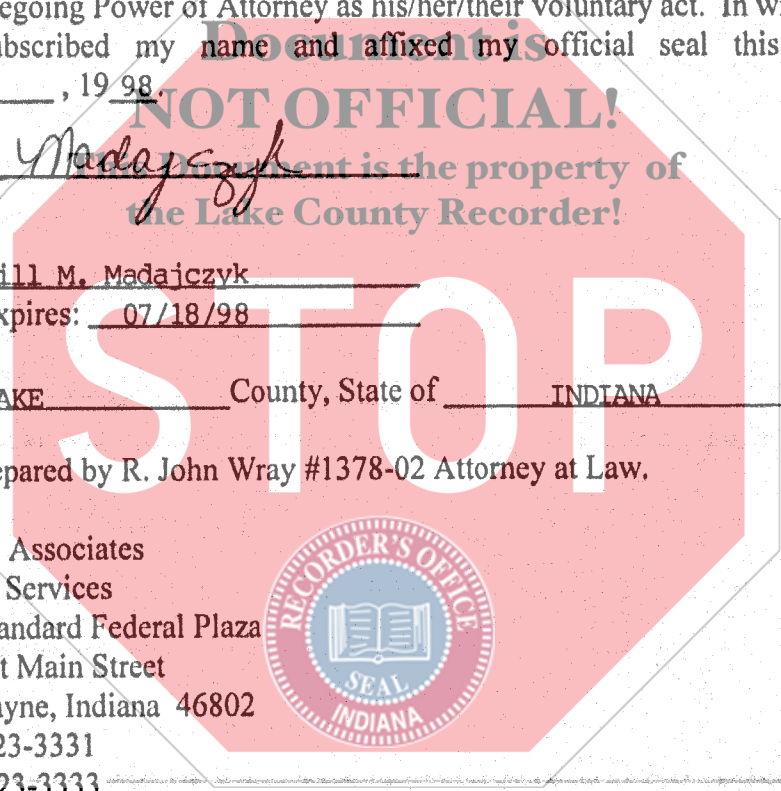 egoing Power of Attorney as his/her/their voluntary act. In w
ubscribed my name and affixed my official seal this
Document is
, 19 98.
NOT OFFICIAL!
Madajczyk
This Document is the property of
the Lake County Recorder!
ill M. Madajczyk
xpires: 07/18/98
STOP
AKE County, State of INDIANA
epared by R. John Wray #1378-02 Attorney at Law.
Associates
Services
andard Federal Plaza
t Main Street
ayne, Indiana 46802
23-3331
23-3333
RECORDER'S OFFICE
SEAL
INDIANA